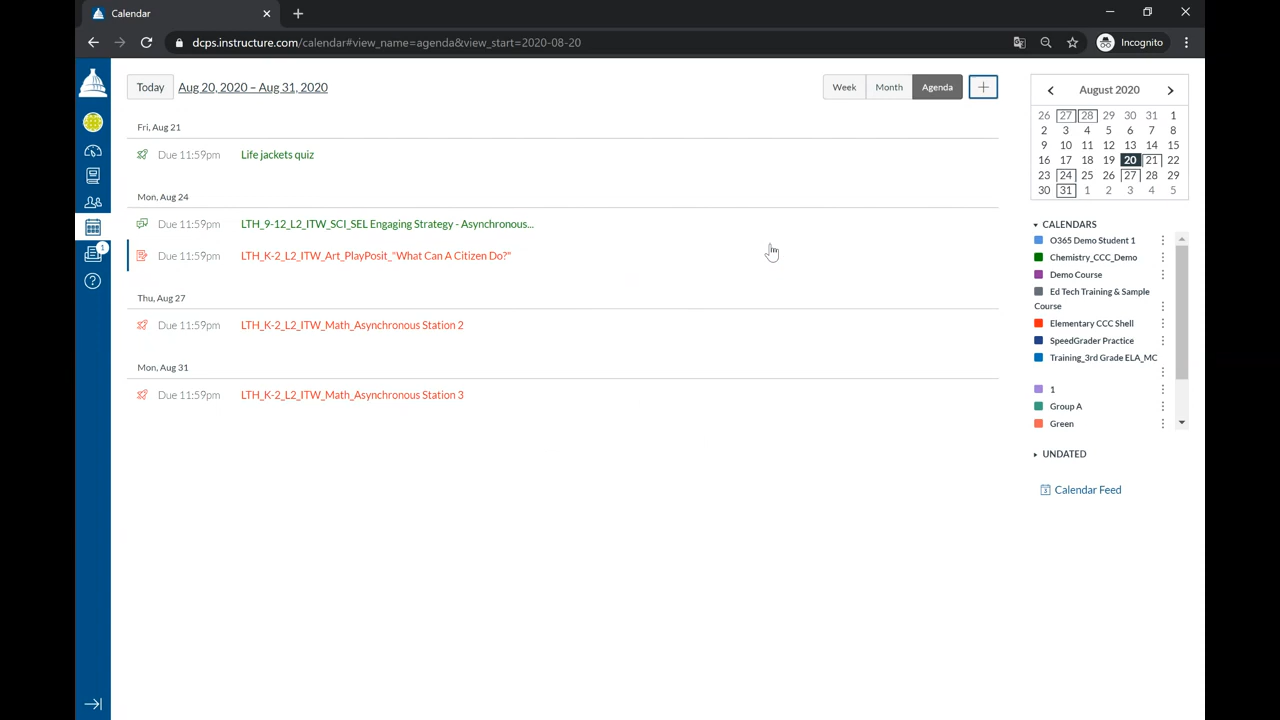 Calendar
dcps.instructure.com/calendar#view_name=agenda&view_start=2020-08-20
Incognito
Today
Aug 20, 2020 – Aug 31, 2020
Week
Month
Agenda
Fri, Aug 21
Due 11:59pm Life jackets quiz
Mon, Aug 24
Due 11:59pm LTH_9-12_L2_ITW_SCI_SEL Engaging Strategy - Asynchronous...
Due 11:59pm LTH_K-2_L2_ITW_Art_PlayPosit_"What Can A Citizen Do?"
Thu, Aug 27
Due 11:59pm LTH_K-2_L2_ITW_Math_Asynchronous Station 2
Mon, Aug 31
Due 11:59pm LTH_K-2_L2_ITW_Math_Asynchronous Station 3
1
August 2020
26 27 28 29 30 31 1
2 3 4 5 6 7 8
9 10 11 12 13 14 15
16 17 18 19 20 21 22
23 24 25 26 27 28 29
30 31 1 2 3 4 5
CALENDARS
O365 Demo Student 1
Chemistry_CCC_Demo
Demo Course
Ed Tech Training & Sample
Course
Elementary CCC Shell
SpeedGrader Practice
Training_3rd Grade ELA_MC
1
Group A
Green
UNDATED
Calendar Feed